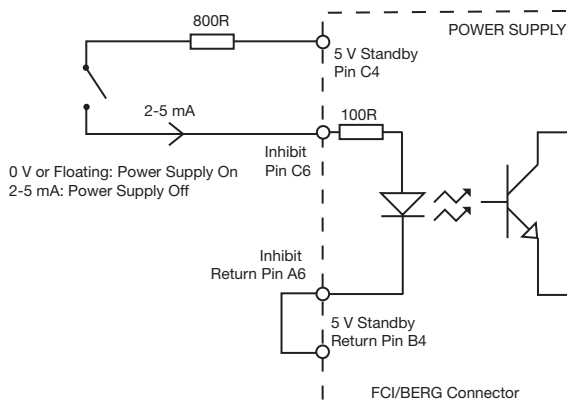 800R
POWER SUPPLY
5 V Standby
Pin C4
2-5 mA
100R
Inhibit
Pin C6
0 V or Floating: Power Supply On
2-5 mA: Power Supply Off
Inhibit
Return Pin A6
5 V Standby
Return Pin B4
FCI/BERG Connector